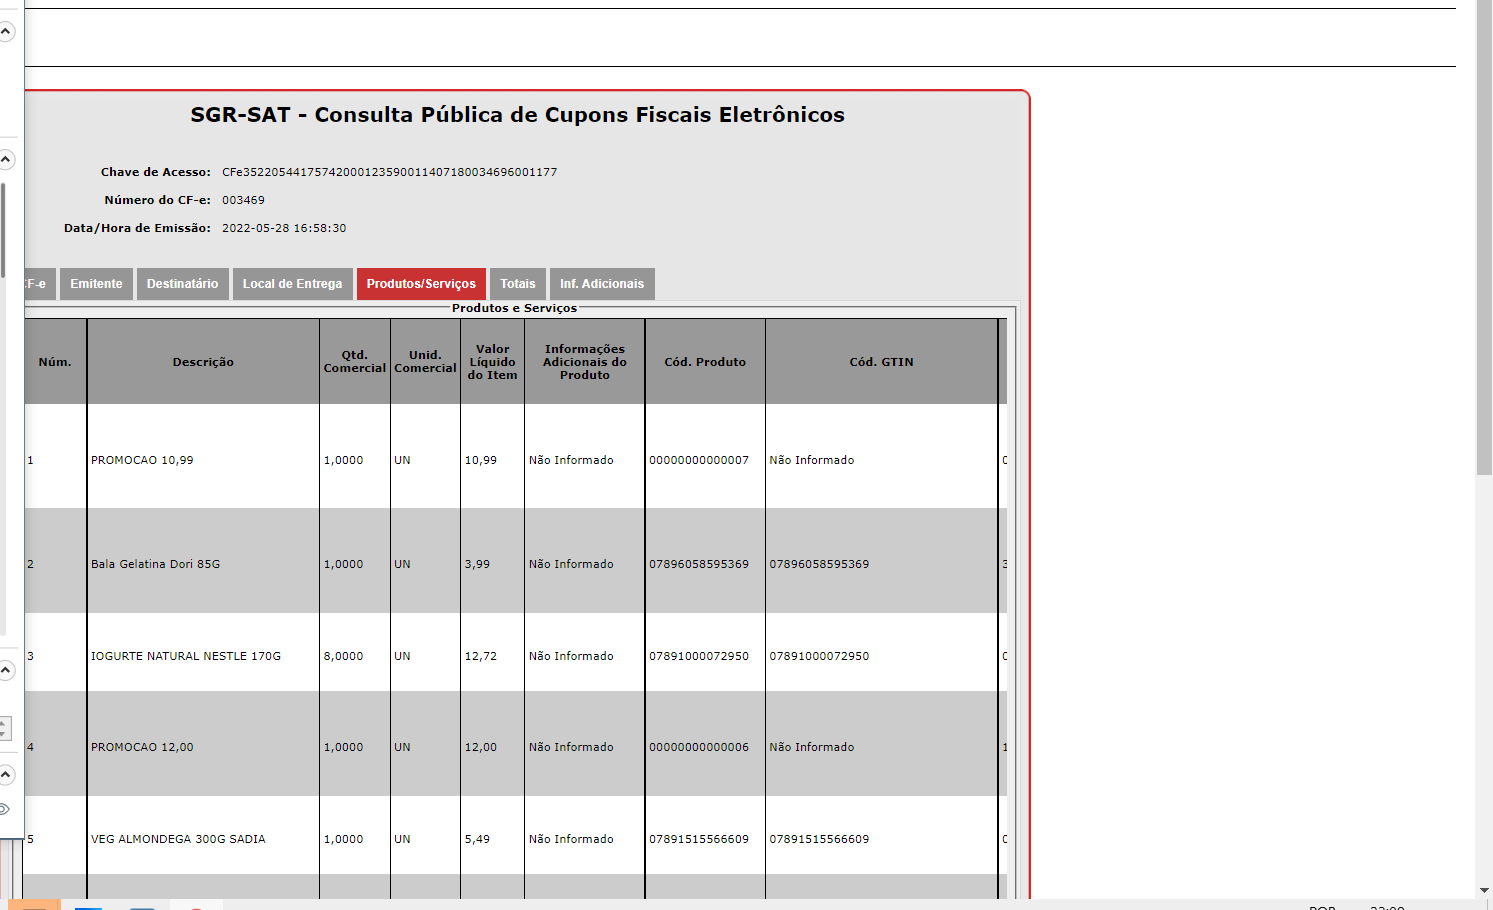 SGR-SAT - Consulta Pública de Cupons Fiscais Eletrônicos
Chave de Acesso: CFe35220544175742000123590011407180034696001177
Número do CF-e: 003469
Data/Hora de Emissão: 2022-05-28 16:58:30
CF-e Emitente Destinatário Local de Entrega Produtos/Serviços Totais Inf. Adicionais
Produtos e Serviços
Núm. Descrição Qtd. Comercial Unid. Comercial Valor Líquido do Item Informações Adicionais do Produto Cód. Produto Cód. GTIN
1 PROMOCAO 10,99 1,0000 UN 10,99 Não Informado 00000000000007 Não Informado 0
2 Bala Gelatina Dori 85G 1,0000 UN 3,99 Não Informado 07896058595369 07896058595369 3
3 IOGURTE NATURAL NESTLE 170G 8,0000 UN 12,72 Não Informado 07891000072950 07891000072950 0
4 PROMOCAO 12,00 1,0000 UN 12,00 Não Informado 00000000000006 Não Informado 1
5 VEG ALMONDEGA 300G SADIA 1,0000 UN 5,49 Não Informado 07891515566609 07891515566609 0